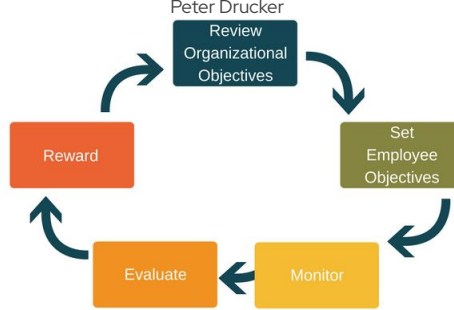 Peter Drucker
Review
Organizational
Objectives
Set
Employee
Objectives
Monitor
Evaluate
Reward